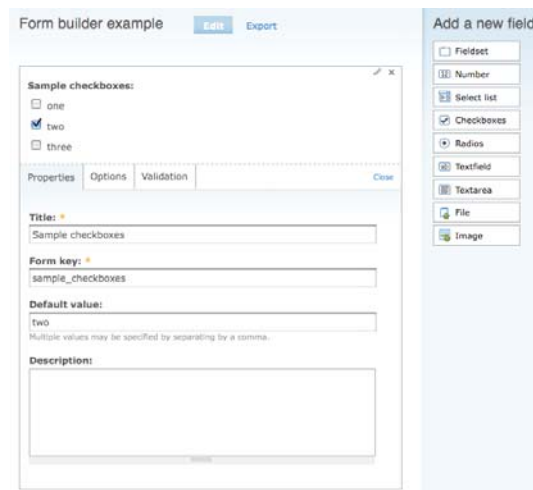 Form builder example Edit Export
Sample checkboxes:
one
two
three
Properties Options Validation Close
Title: *
Sample checkboxes
Form key: *
sample_checkboxes
Default value:
two
Multiple values may be specified by separating by a comma.
Description:
Add a new field
Fieldset
Number
Select list
Checkboxes
Radios
Textfield
Textarea
File
Image